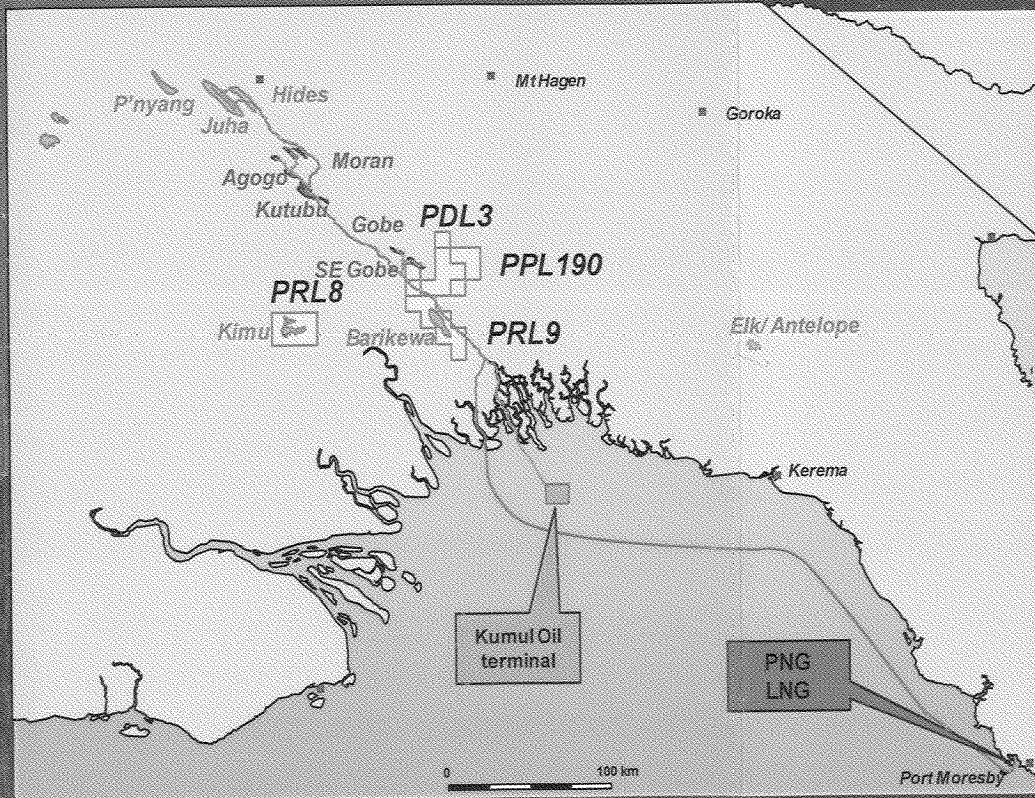 Mt Hagen
Hides
P'nyang
Juha
Goroka
Moran
Agogo
Kutubu
PDL3
Gobe
PPL190
SE Gobe
PRL8
Kimu
Barikewa
PRL9
Elk/ Antelope
Kerema
Kumul Oil
terminal
PNG
LNG
0 100 km
Port Moresby